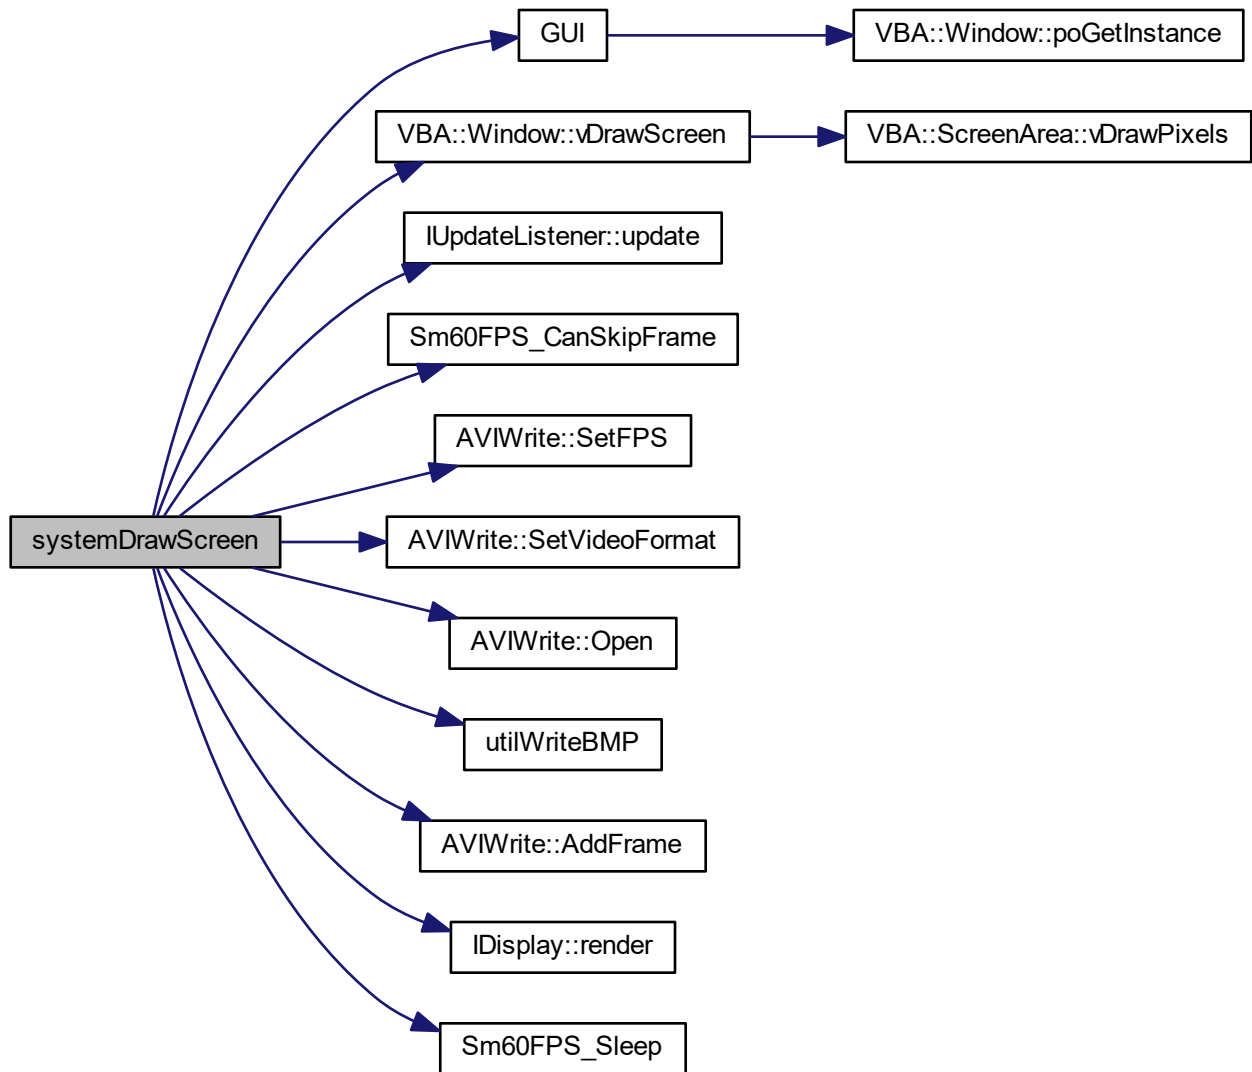 GUI
VBA::Window::poGetInstance
VBA::Window::vDrawScreen
VBA::ScreenArea::vDrawPixels
IUpdateListener::update
Sm60FPS_CanSkipFrame
AVIWrite::SetFPS
systemDrawScreen
AVIWrite::SetVideoFormat
AVIWrite::Open
utilWriteBMP
AVIWrite::AddFrame
IDisplay::render
Sm60FPS_Sleep